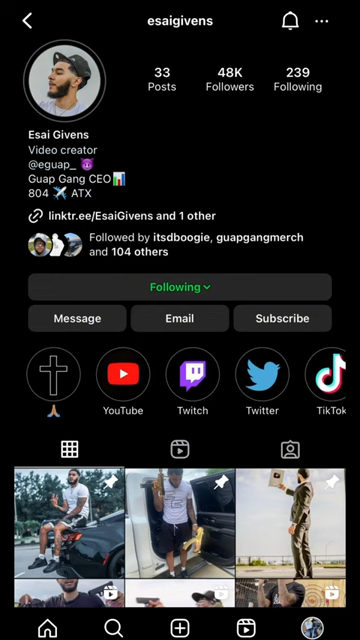 esaigivens
33
48K
239
Posts
Followers
Following
Esai Givens
Video creator
@eguap_ 😈
Guap Gang CEO📊
804 ✈️ ATX
linktr.ee/EsaiGivens and 1 other
Followed by itsdboogie, guapgangmerch
and 104 others
Following
Message
Email
Subscribe
YouTube
Twitch
Twitter
TikTok